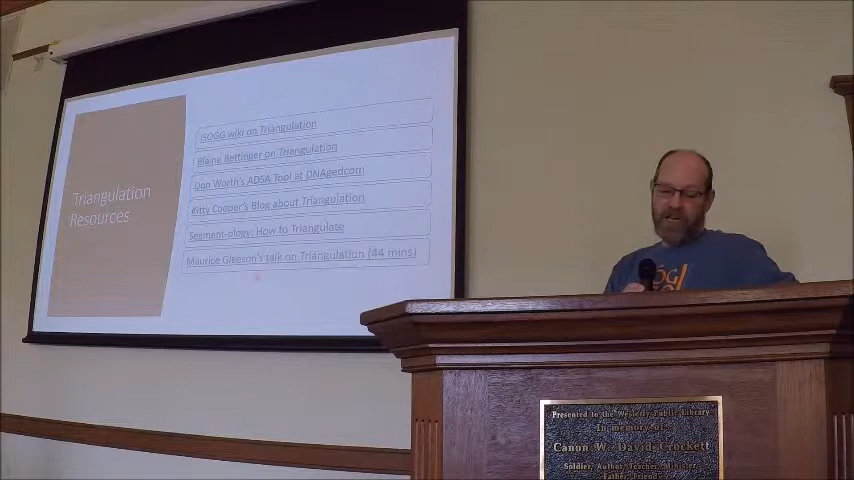 Triangulation
Resources
ISOGG wiki on Triangulation
Blaine Bettinger on Triangulation
Don Worth's ADSA Tool at DNAgedcom
Kitty Cooper's Blog about Triangulation
Segment-ology: How to Triangulate
Maurice Gleeson's talk on Triangulation (44 mins)
Presented to the Westerly Public Library
In memory of
Canon W. David Crockett
Soldier, Author, Teacher, Minister
Father, Friend